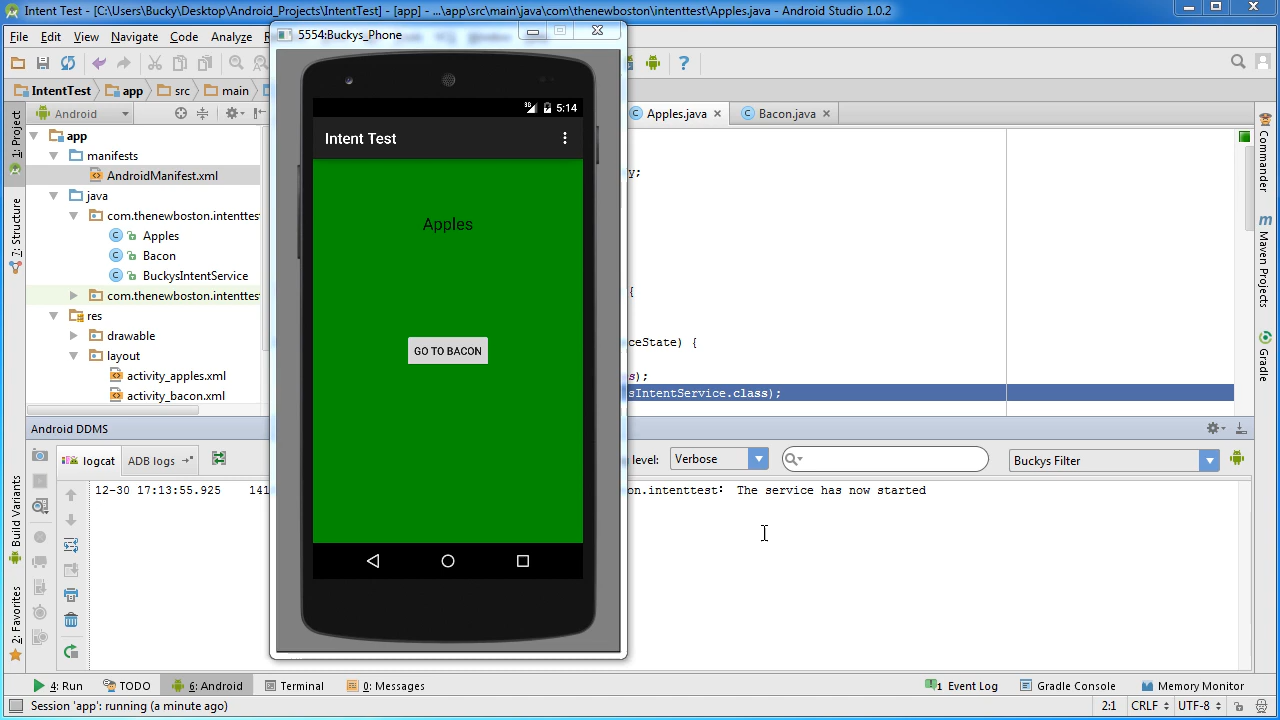 Intent Test - [C:\Users\Bucky\Desktop\Android_Projects\IntentTest] - [app] - ...\app\src\main\java\com\thenewboston\intenttest\Apples.java - Android Studio 1.0.2
File Edit View Navigate Code Analyze
5554:Buckys_Phone
IntentTest app src main
Android
Apples.java Bacon.java
1: Project
7: Structure
Build Variants
2: Favorites
app
manifests
AndroidManifest.xml
java
com.thenewboston.intenttest
Apples
Bacon
BuckysIntentService
com.thenewboston.intenttest
res
drawable
layout
activity_apples.xml
activity_bacon.xml
3G 5:14
Intent Test
Apples
GO TO BACON
y;
{
ceState) {
s);
sIntentService.class);
Commander
m
Maven Projects
Gradle
Android DDMS
logcat ADB logs level: Verbose Buckys Filter
12-30 17:13:55.925 141 on.intenttest: The service has now started
4: Run TODO 6: Android Terminal 0: Messages 1 Event Log Gradle Console Memory Monitor
Session 'app': running (a minute ago) 2:1 CRLF UTF-8